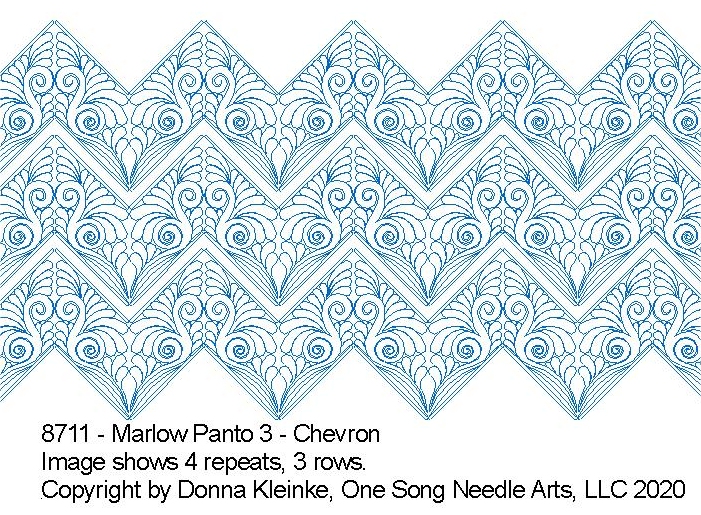 8711 - Marlow Panto 3 - Chevron
Image shows 4 repeats, 3 rows.
Copyright by Donna Kleinke, One Song Needle Arts, LLC 2020